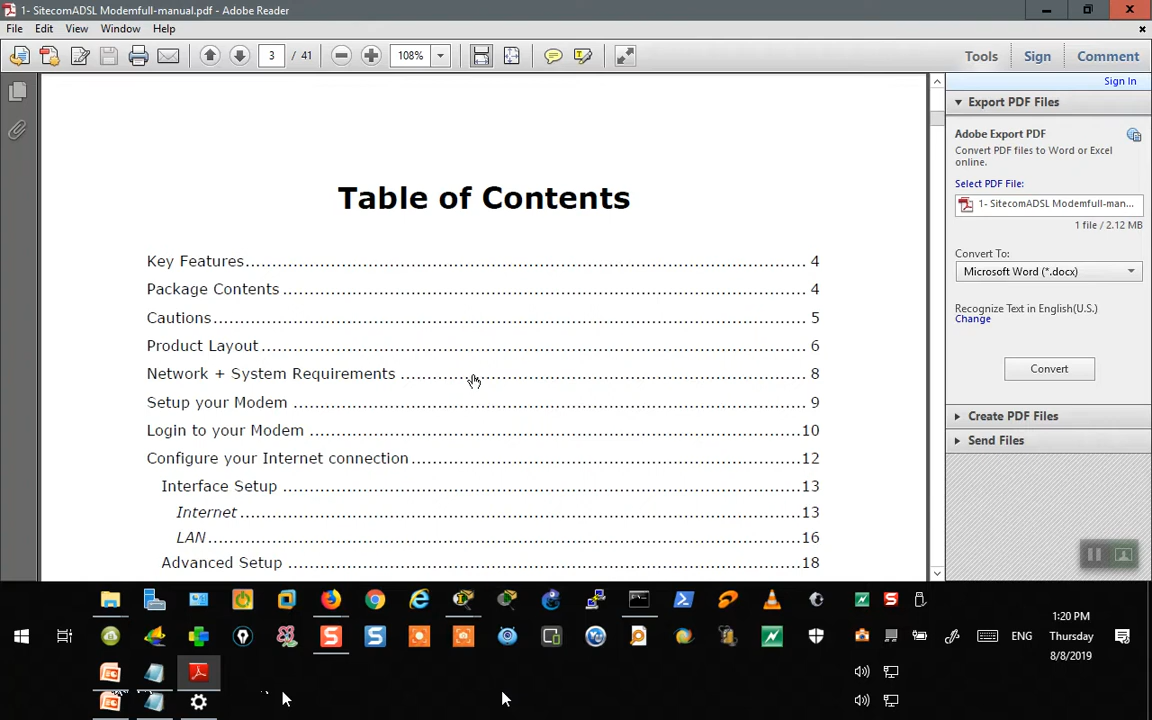 1- SitecomADSL Modemfull-manual.pdf - Adobe Reader
File Edit View Window Help
3 / 41 108% Tools Sign Comment
Sign In
Export PDF Files
Adobe Export PDF
Convert PDF files to Word or Excel
online.
Select PDF File:
1- SitecomADSL Modemfull-man...
1 file / 2.12 MB
Convert To:
Microsoft Word (*.docx)
Recognize Text in English(U.S.)
Change
Convert
Create PDF Files
Send Files
Table of Contents
Key Features 4
Package Contents 4
Cautions 5
Product Layout 6
Network + System Requirements 8
Setup your Modem 9
Login to your Modem 10
Configure your Internet connection 12
Interface Setup 13
Internet 13
LAN 16
Advanced Setup 18
1:20 PM
ENG Thursday
8/8/2019